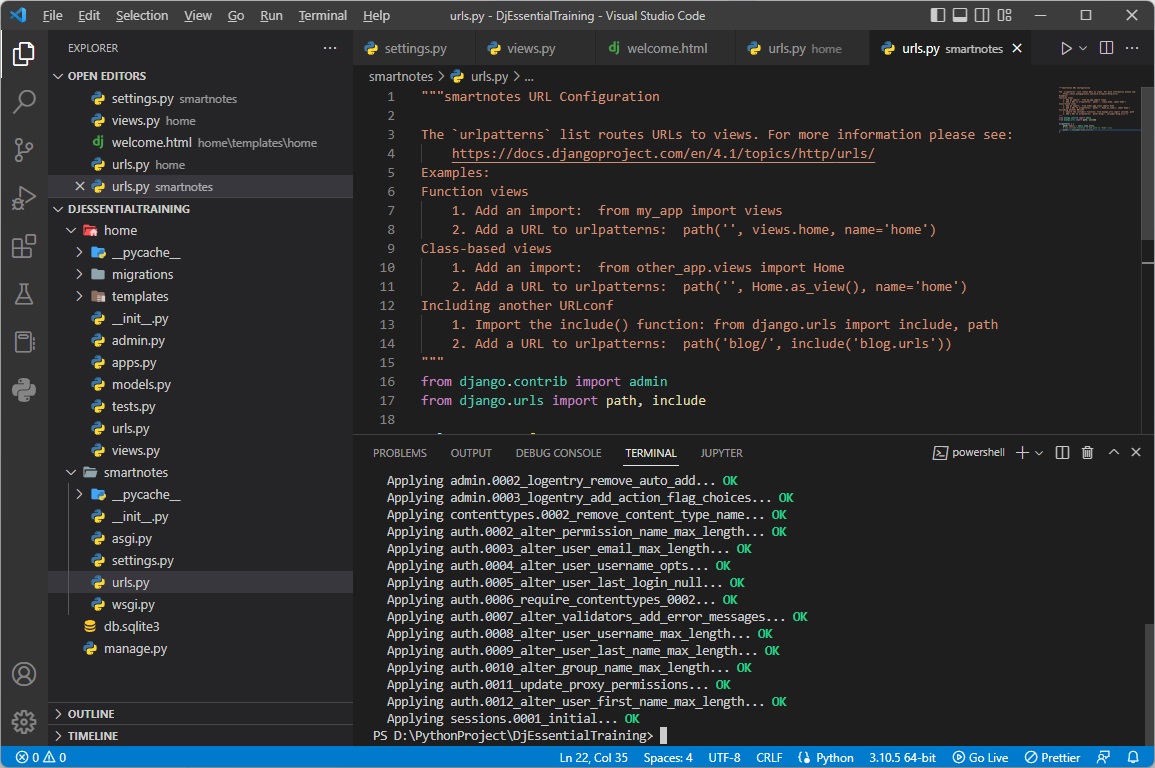 File Edit Selection View Go Run Terminal Help urls.py - DjEssentialTraining - Visual Studio Code
EXPLORER
OPEN EDITORS
settings.py smartnotes
views.py home
welcome.html home\templates\home
urls.py home
urls.py smartnotes
DJESSENTIALTRAINING
home
__pycache__
migrations
templates
__init__.py
admin.py
apps.py
models.py
tests.py
urls.py
views.py
smartnotes
__pycache__
__init__.py
asgi.py
settings.py
urls.py
wsgi.py
db.sqlite3
manage.py
OUTLINE
TIMELINE
settings.py views.py dj welcome.html urls.py home urls.py smartnotes
smartnotes > urls.py > ...
1 """smartnotes URL Configuration
2
3 The `urlpatterns` list routes URLs to views. For more information please see:
4 https://docs.djangoproject.com/en/4.1/topics/http/urls/
5 Examples:
6 Function views
7 1. Add an import:  from my_app import views
8 2. Add a URL to urlpatterns:  path('', views.home, name='home')
9 Class-based views
10 1. Add an import:  from other_app.views import Home
11 2. Add a URL to urlpatterns:  path('', Home.as_view(), name='home')
12 Including another URLconf
13 1. Import the include() function: from django.urls import include, path
14 2. Add a URL to urlpatterns:  path('blog/', include('blog.urls'))
15 """
16 from django.contrib import admin
17 from django.urls import path, include
18
PROBLEMS OUTPUT DEBUG CONSOLE TERMINAL JUPYTER powershell
Applying admin.0002_logentry_remove_auto_add... OK
Applying admin.0003_logentry_add_action_flag_choices... OK
Applying contenttypes.0002_remove_content_type_name... OK
Applying auth.0002_alter_permission_name_max_length... OK
Applying auth.0003_alter_user_email_max_length... OK
Applying auth.0004_alter_user_username_opts... OK
Applying auth.0005_alter_user_last_login_null... OK
Applying auth.0006_require_contenttypes_0002... OK
Applying auth.0007_alter_validators_add_error_messages... OK
Applying auth.0008_alter_user_username_max_length... OK
Applying auth.0009_alter_user_last_name_max_length... OK
Applying auth.0010_alter_group_name_max_length... OK
Applying auth.0011_update_proxy_permissions... OK
Applying auth.0012_alter_user_first_name_max_length... OK
Applying sessions.0001_initial... OK
PS D:\PythonProject\DjEssentialTraining>
0 0 Ln 22, Col 35 Spaces: 4 UTF-8 CRLF Python 3.10.5 64-bit Go Live Prettier